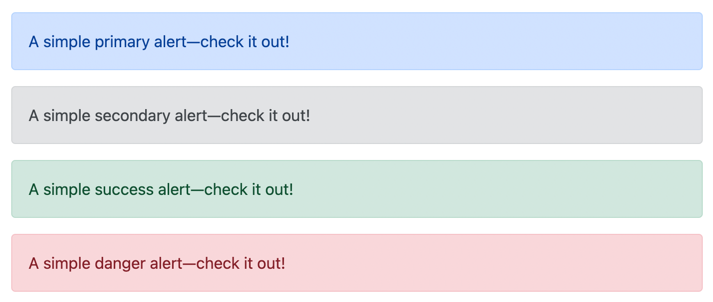 A simple primary alert—check it out!
A simple secondary alert—check it out!
A simple success alert—check it out!
A simple danger alert—check it out!